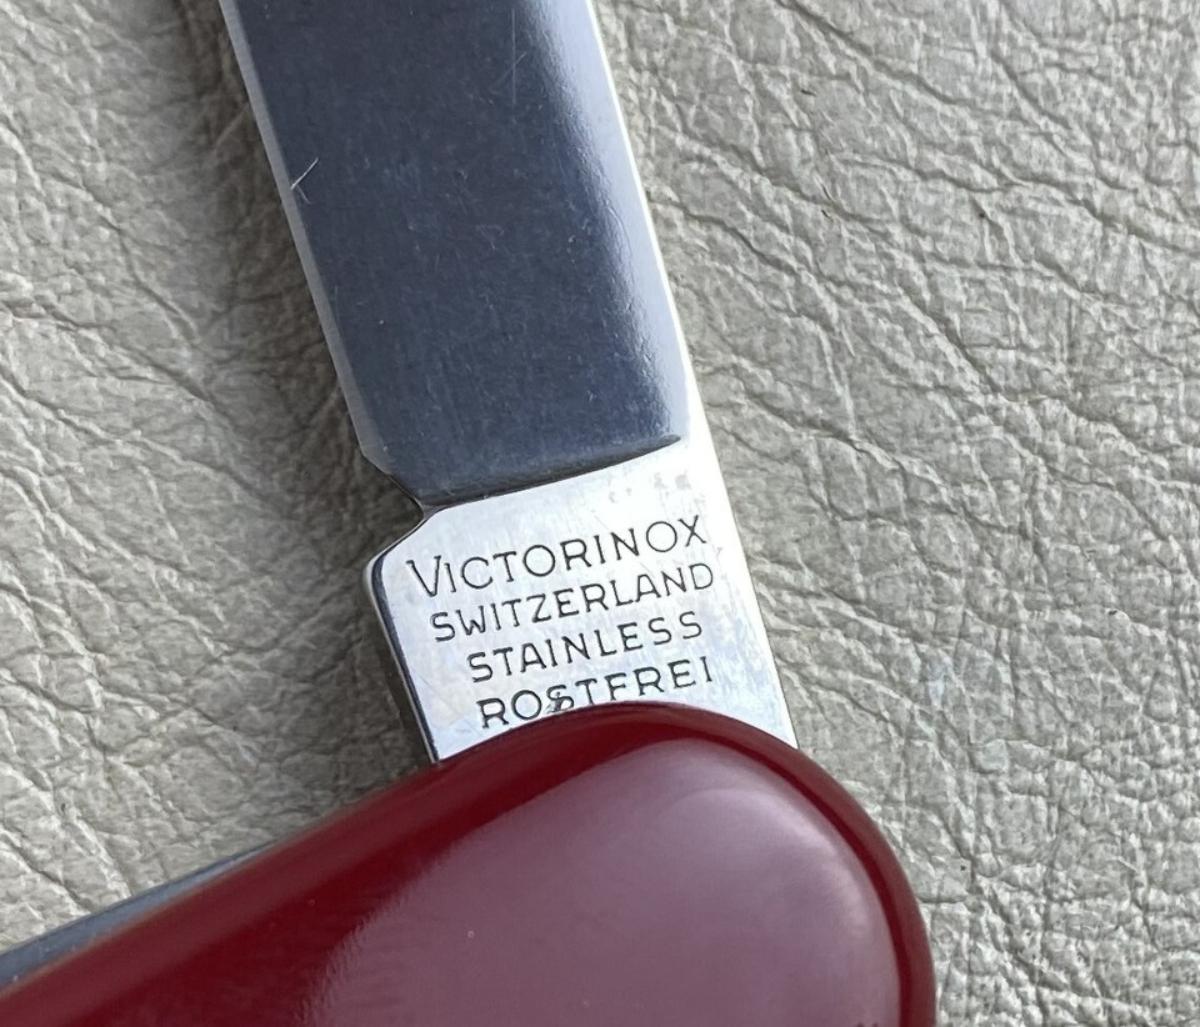 VICTORINOX
SWITZERLAND
STAINLESS
ROSTFREI